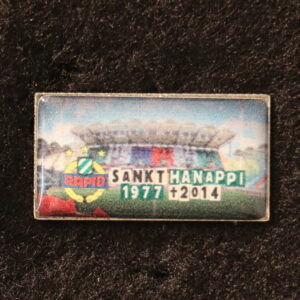 RAPID
SANKT HANAPPI
1977 +2014